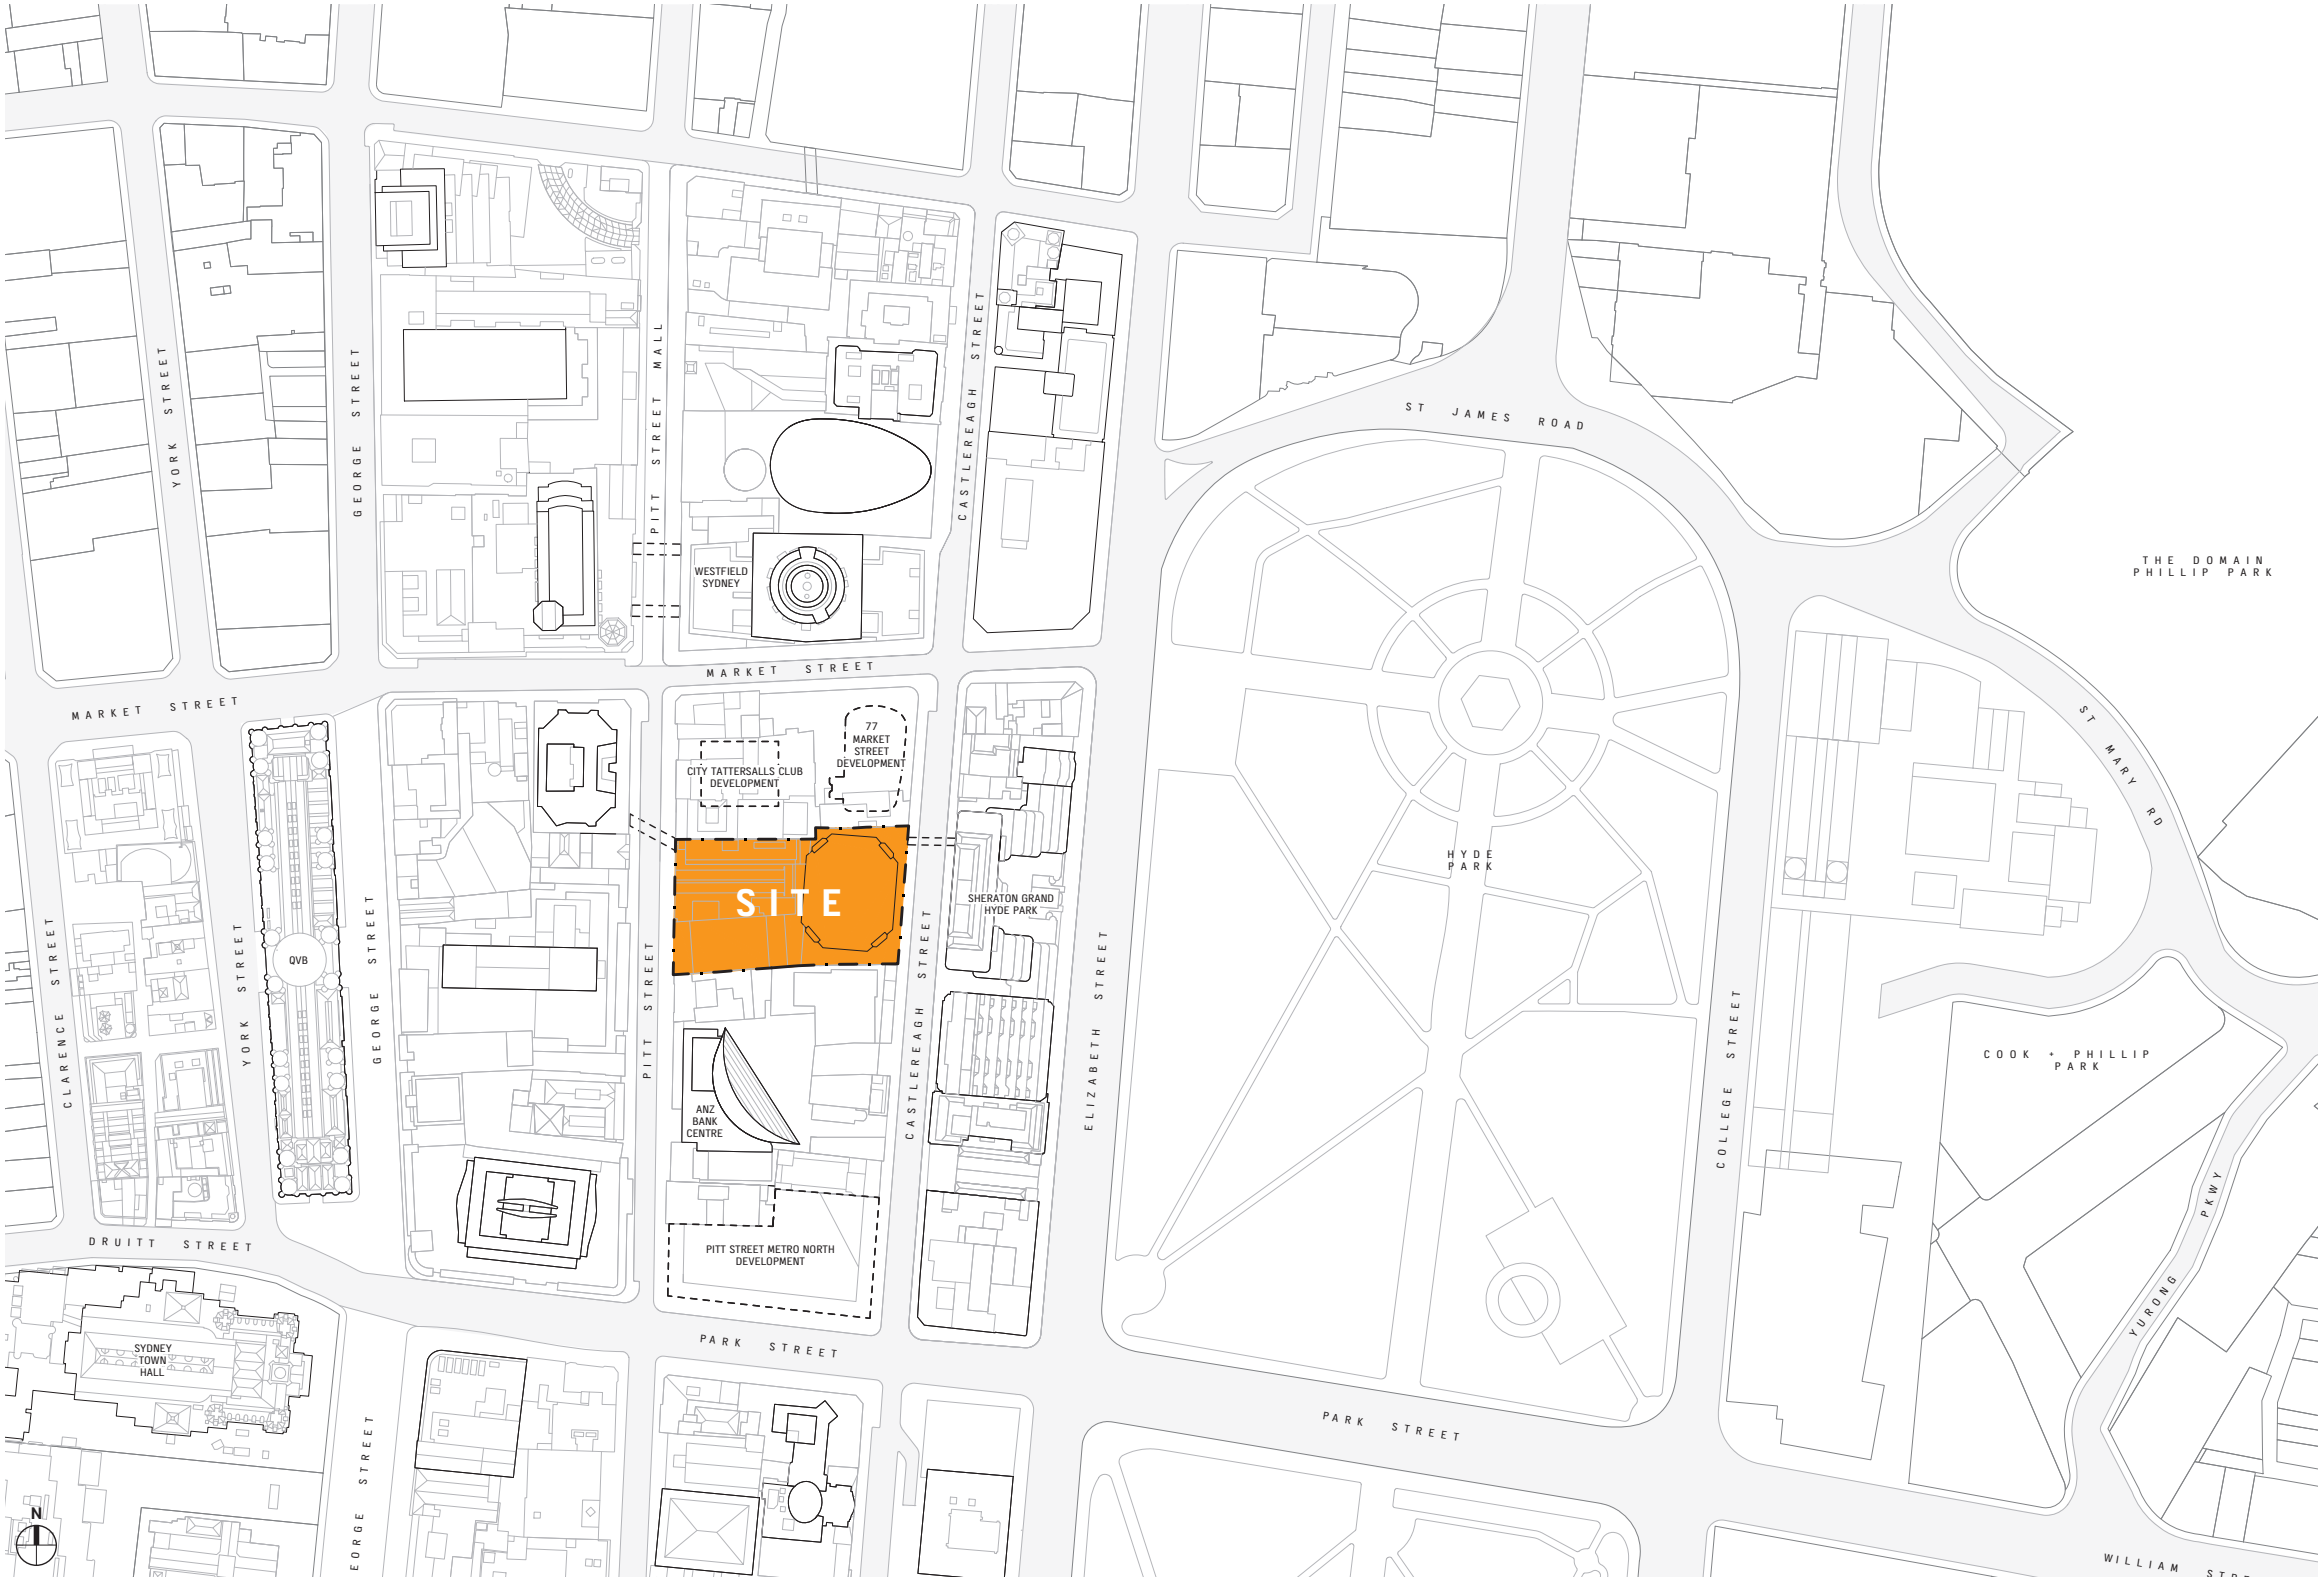 YORK STREET
GEORGE STREET
PITT STREET MALL
CASTLEREAGH STREET
ST JAMES ROAD
THE DOMAIN
PHILLIP PARK
WESTFIELD
SYDNEY
MARKET STREET
MARKET STREET
ST MARY RD
77
MARKET
STREET
DEVELOPMENT
CITY TATTERSALLS CLUB
DEVELOPMENT
HYDE
PARK
SITE
SHERATON GRAND
HYDE PARK
CLARENCE STREET
YORK STREET
QVB
GEORGE STREET
PITT STREET
CASTLEREAGH STREET
ELIZABETH STREET
COLLEGE STREET
COOK + PHILLIP
PARK
ANZ
BANK
CENTRE
YURONG PKWY
DRUITT STREET
PITT STREET METRO NORTH
DEVELOPMENT
SYDNEY
TOWN
HALL
PARK STREET
PARK STREET
EORGE STREET
N
WILLIAM STRE